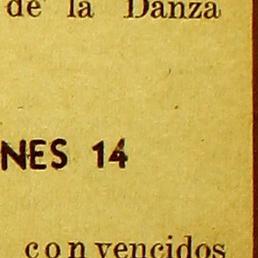 de la Danza
NES 14
convencidos